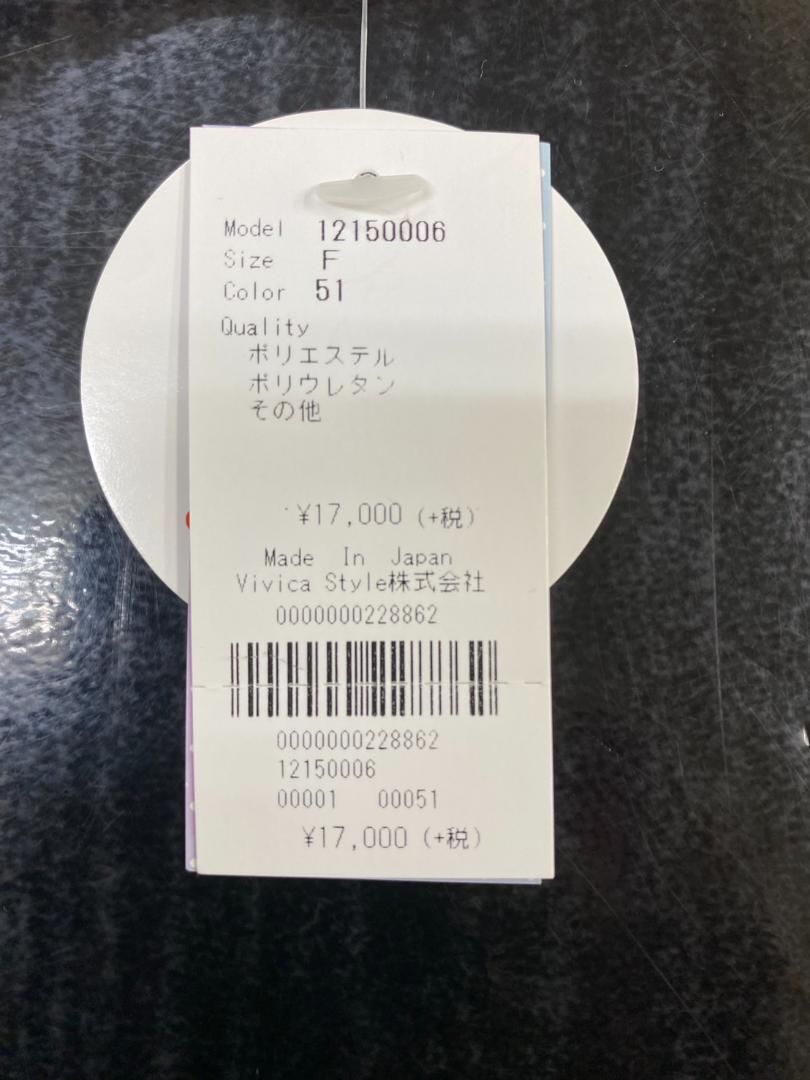 Model 12150006
Size F
Color 51
Quality
ポリエステル
ポリウレタン
その他
¥17,000 (+税)
Made In Japan
Vivica Style株式会社
0000000228862
0000000228862
12150006
00001 00051
¥17,000 (+税)